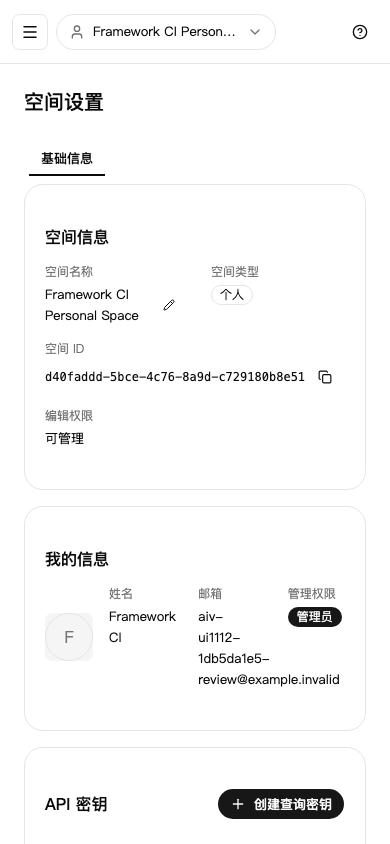 Framework CI Person...
空间设置
基础信息
空间信息
空间名称
空间类型
Framework CI
Personal Space
个人
空间 ID
d40faddd-5bce-4c76-8a9d-c729180b8e51
编辑权限
可管理
我的信息
F
姓名
邮箱
管理权限
Framework
CI
aiv-
ui1112-
1db5da1e5-
review@example.invalid
管理员
API 密钥
创建查询密钥